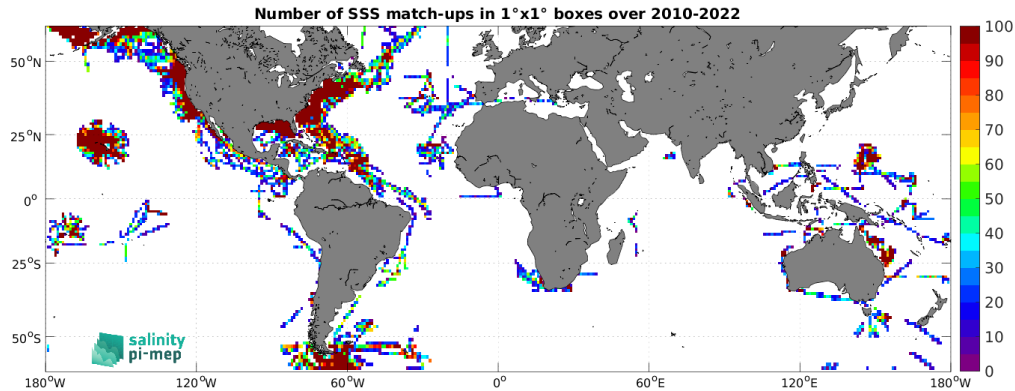 Number of SSS match-ups in 1°x1° boxes over 2010-2022
50°N
25°N
0°
25°S
50°S
180°W 120°W 60°W 0° 60°E 120°E 180°W
100
90
80
70
60
50
40
30
20
10
0
salinity
pi-mep